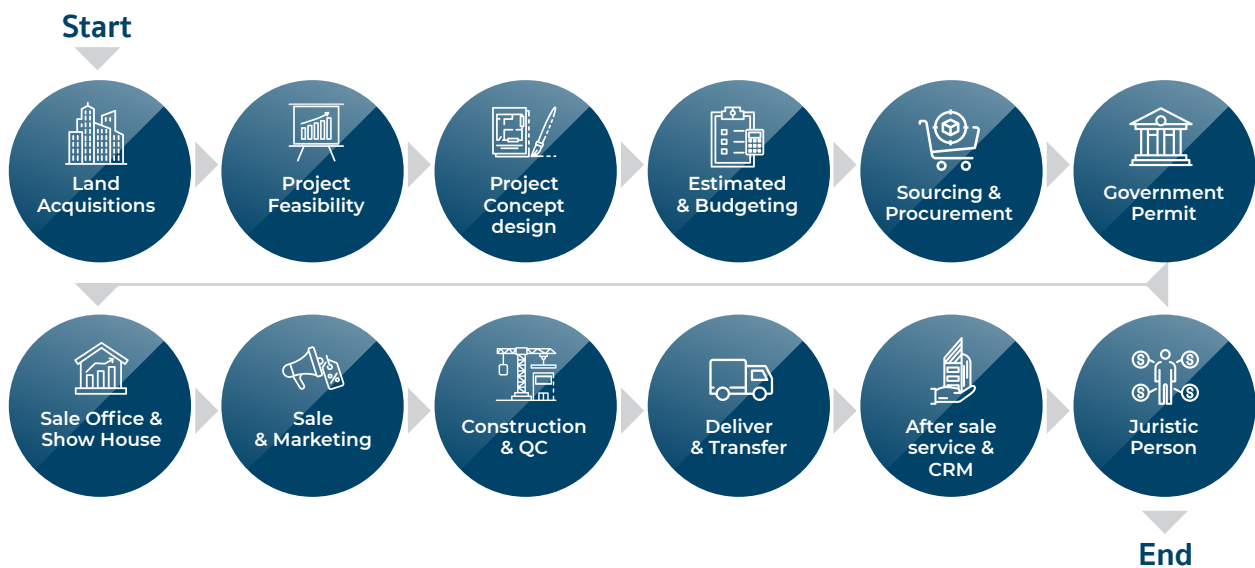 Start
Land
Acquisitions
Project
Feasibility
Project
Concept
design
Estimated
& Budgeting
Sourcing &
Procurement
Government
Permit
Sale Office &
Show House
Sale
& Marketing
%
Construction
& QC
Deliver
& Transfer
After sale
service &
CRM
$ $
$ $
Juristic
Person
End